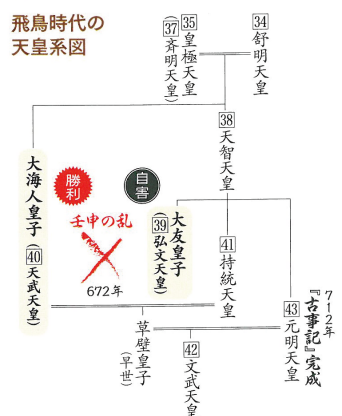 飛鳥時代の
天皇系図
34 舒明天皇
35 皇極天皇
(37 斉明天皇)
38 天智天皇
大海人皇子(40 天武天皇)
勝利
自害
壬申の乱
672年
大友皇子
(39 弘文天皇)
41 持統天皇
43 元明天皇
712年
『古事記』完成
草壁皇子
(早世)
42 文武天皇